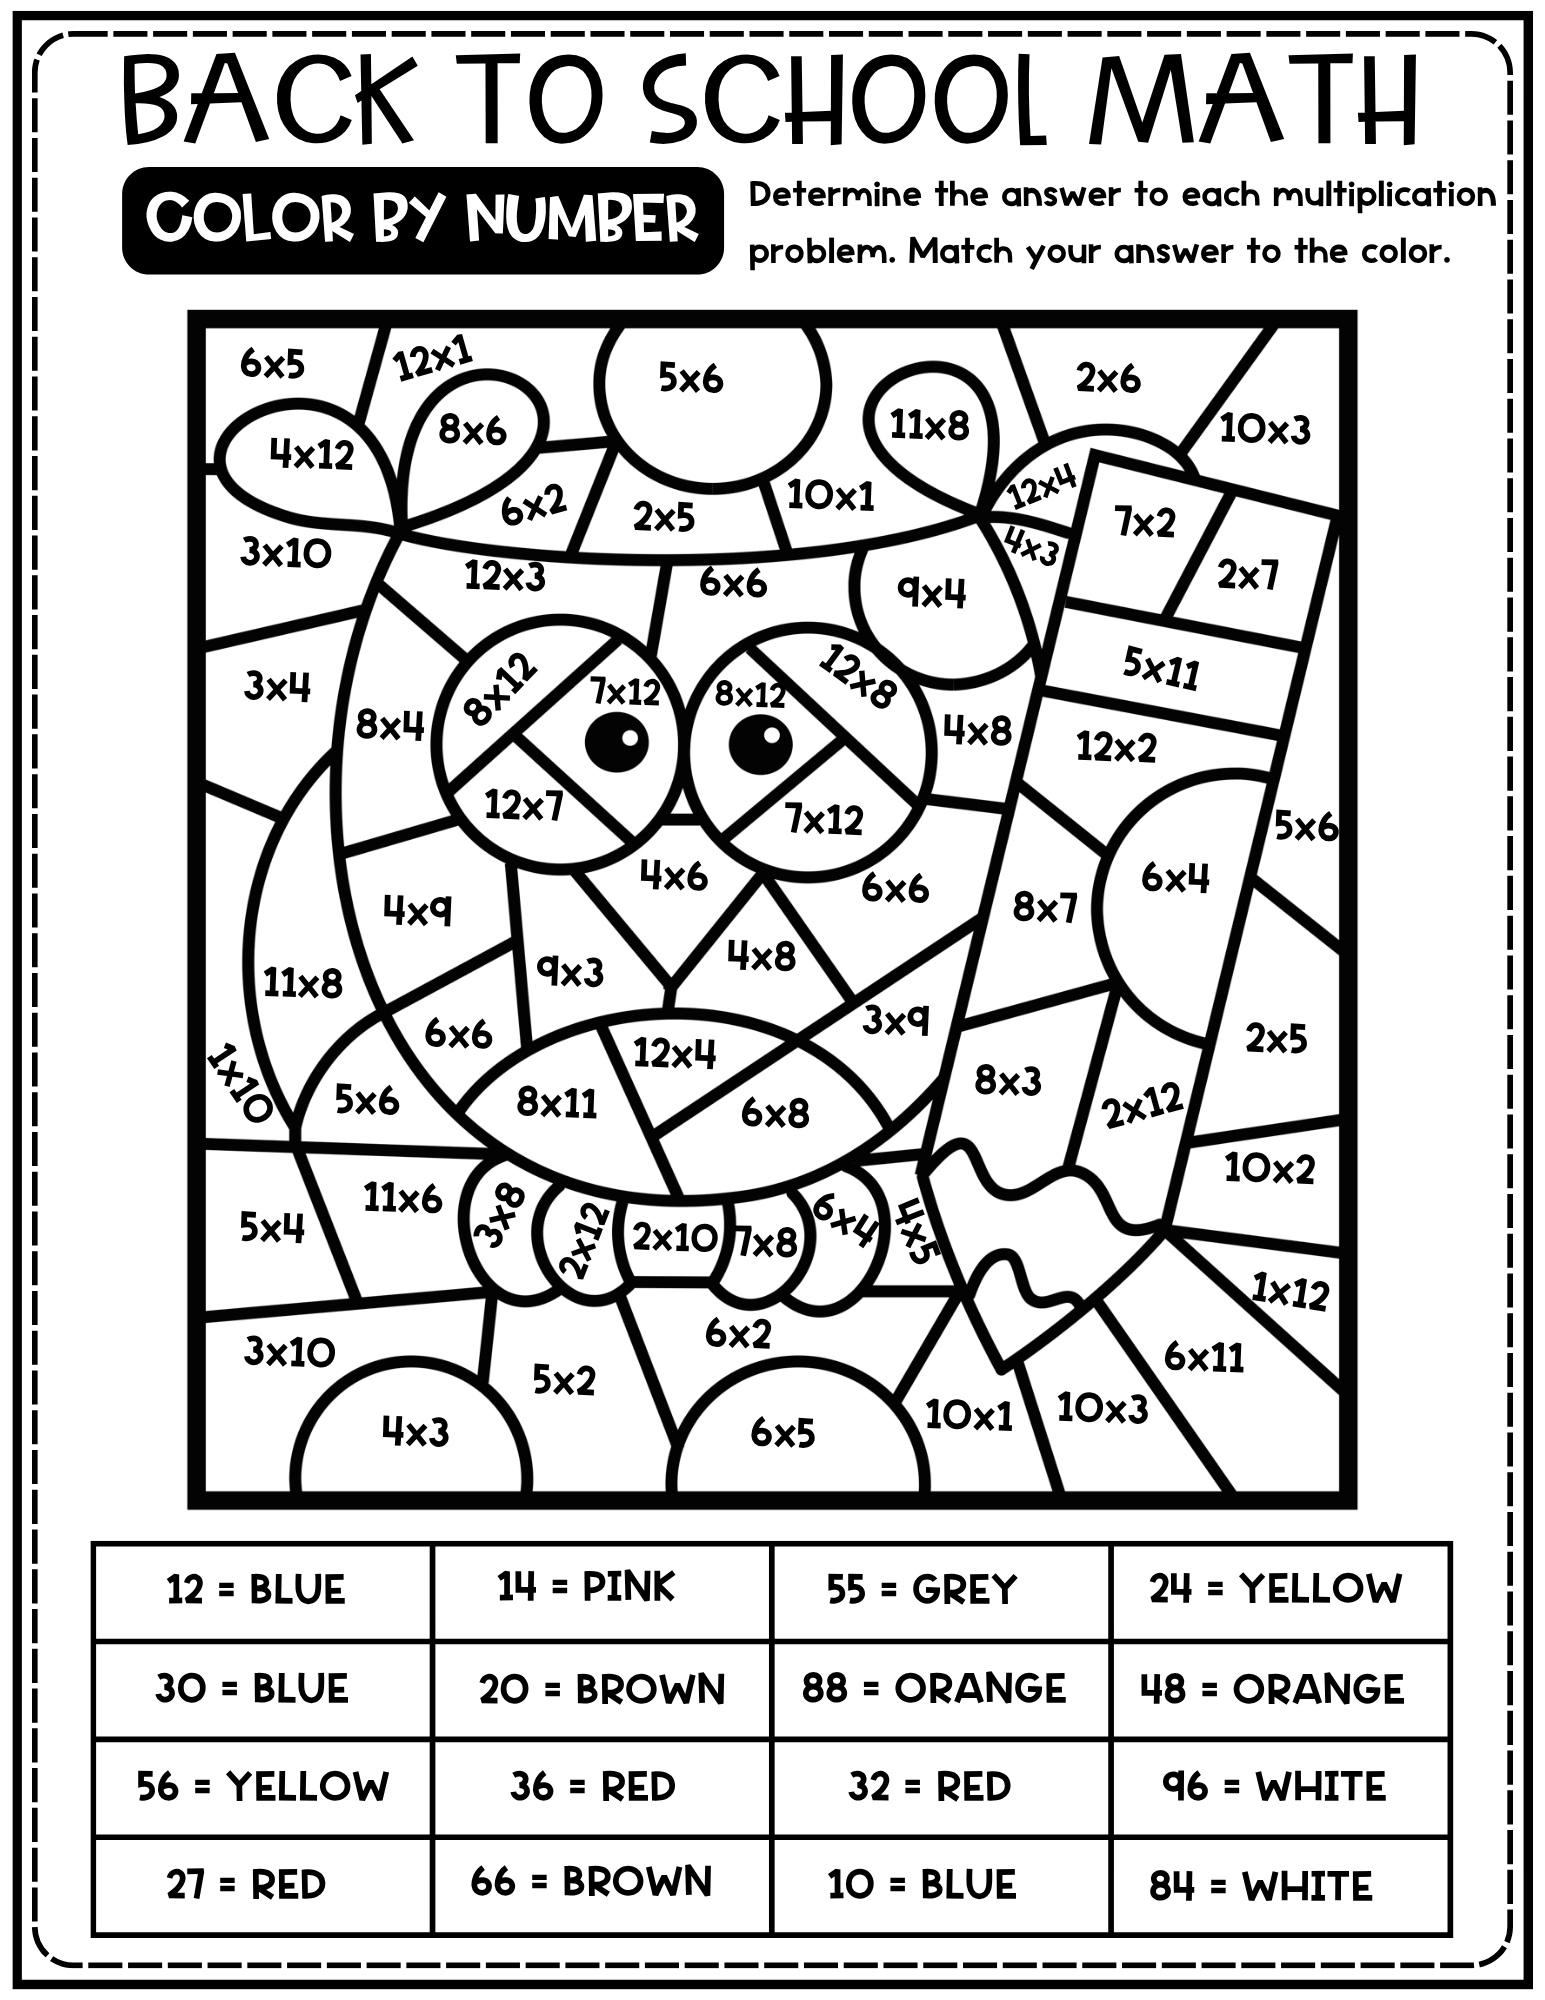 BACK TO SCHOOL MATH
COLOR BY NUMBER
Determine the answer to each multiplication
problem. Match your answer to the color.
6x5
12x1
5x6
2x6
10x3
4x12
8x6
11x8
6x2
2x5
10x1
12x4
7x2
3x10
4x3
2x7
12x3
6x6
9x4
5x11
3x4
8x4
8x12
7x12
8x12
12x8
4x8
12x2
12x7
7x12
5x6
4x9
4x6
6x6
8x7
6x4
11x8
9x3
4x8
3x9
2x5
1x10
6x6
12x4
5x6
8x11
6x8
8x3
2x12
10x2
5x4
11x6
3x8
2x12
2x10
7x8
6x4
4x5
1x12
3x10
5x2
6x2
6x11
4x3
6x5
10x1
10x3
12 = BLUE
14 = PINK
55 = GREY
24 = YELLOW
30 = BLUE
20 = BROWN
88 = ORANGE
48 = ORANGE
56 = YELLOW
36 = RED
32 = RED
96 = WHITE
27 = RED
66 = BROWN
10 = BLUE
84 = WHITE